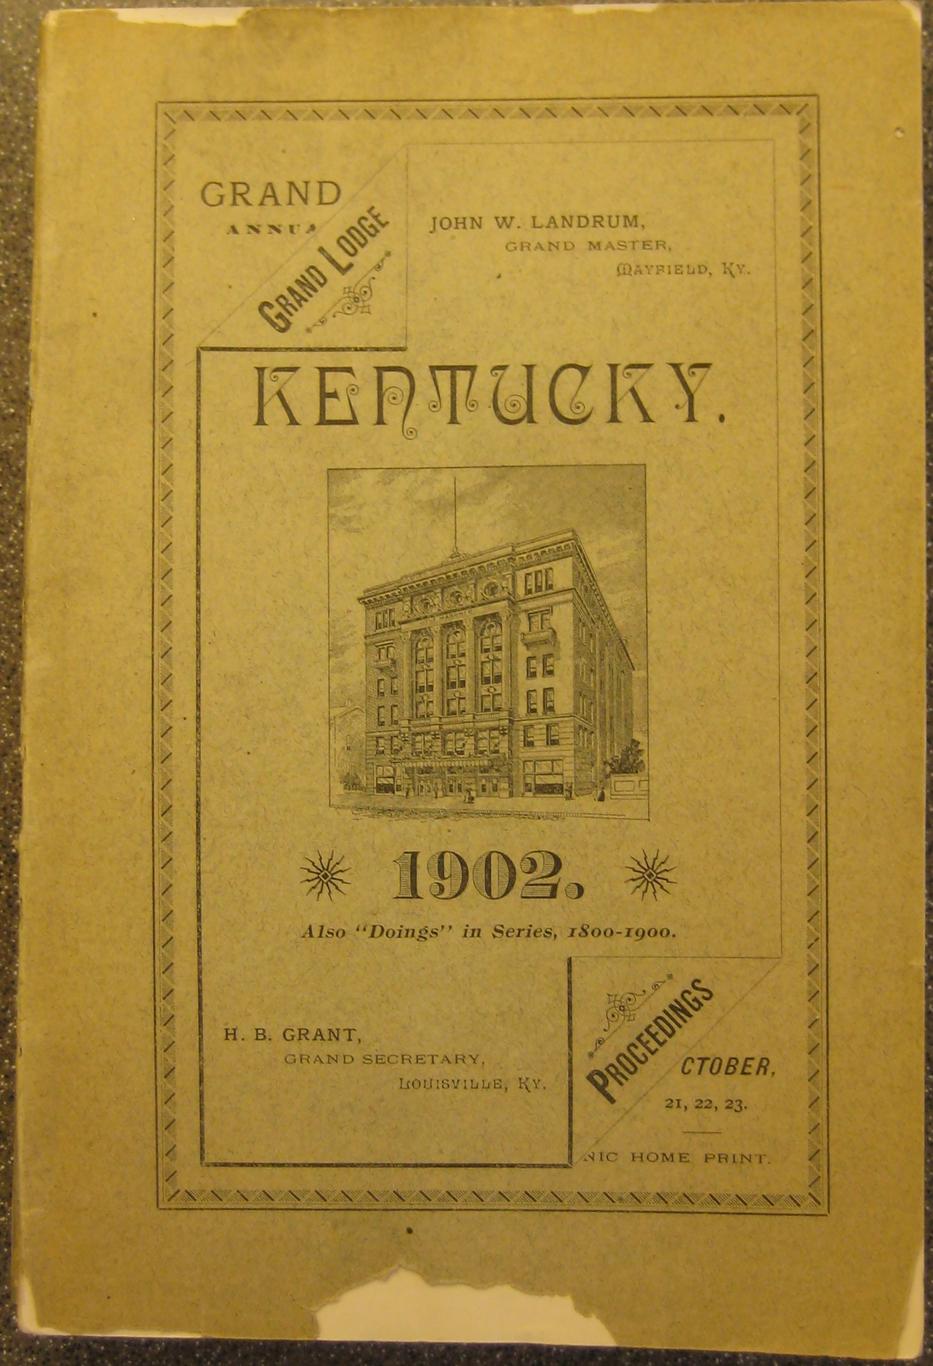 GRAND
ANNUA
GRAND LODGE
JOHN W. LANDRUM,
GRAND MASTER,
MAYFIELD, KY.
KENTUCKY.
1902.
Also "Doings" in Series, 1800-1900.
H. B. GRANT,
GRAND SECRETARY,
LOUISVILLE, KY.
PROCEEDINGS
CTOBER,
21, 22, 23.
NIC HOME PRINT.